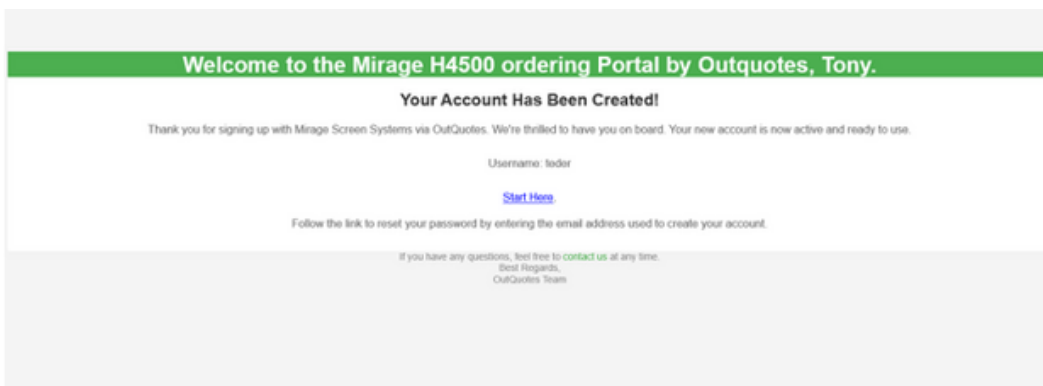 Welcome to the Mirage H4500 ordering Portal by Outquotes, Tony.
Your Account Has Been Created!
Thank you for signing up with Mirage Screen Systems via OutQuotes. We're thrilled to have you on board. Your new account is now active and ready to use.
Username: teder
Start Here.
Follow the link to reset your password by entering the email address used to create your account.
If you have any questions, feel free to contact us at any time.
Best Regards,
OutQuotes Team